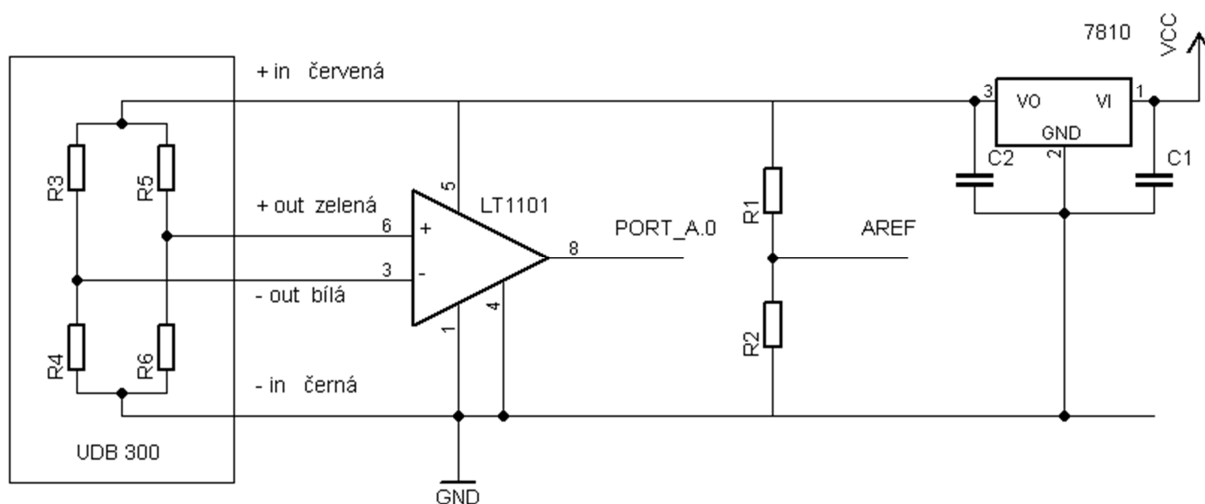 7810
VCC
+ in červená
3
VO
VI
1
GND
2
C2
C1
R3
R5
5
LT1101
+ out zelená
6
+
R1
PORT_A.0
AREF
8
3
-
- out bílá
4
1
R4
R6
R2
- in černá
UDB 300
GND